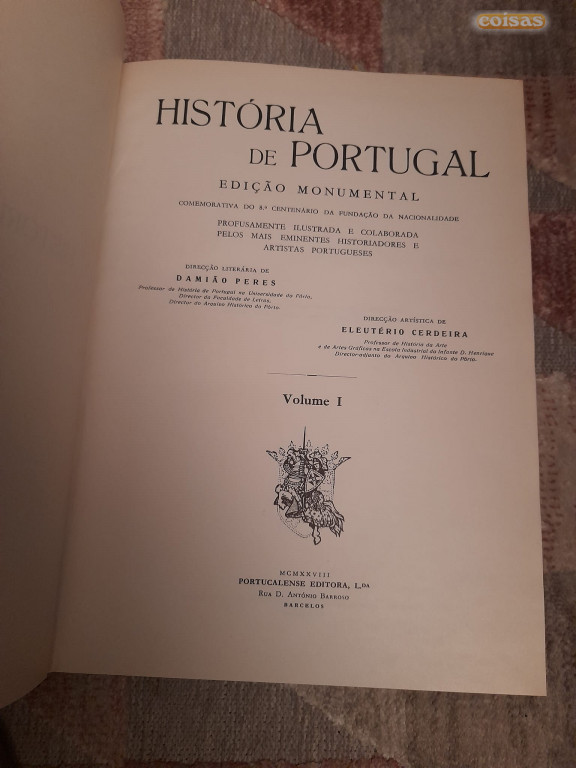 coisas
HISTÓRIA
DE PORTUGAL
EDIÇÃO MONUMENTAL
COMEMORATIVA DO 8.º CENTENÁRIO DA FUNDAÇÃO DA NACIONALIDADE
PROFUSAMENTE ILUSTRADA E COLABORADA
PELOS MAIS EMINENTES HISTORIADORES E
ARTISTAS PORTUGUESES
DIRECÇÃO LITERÁRIA DE
DAMIÃO PERES
Professor de História de Portugal na Universidade do Pôrto,
Director da Faculdade de Letras,
Director do Arquivo Histórico do Pôrto.
DIRECÇÃO ARTÍSTICA DE
ELEUTÉRIO CERDEIRA
Professor de História da Arte
e de Artes Gráficas na Escola Industrial do Infante D. Henrique
Director-adjunto do Arquivo Histórico do Pôrto.
Volume I
MCMXXVIII
PORTUCALENSE EDITORA, L.DA
RUA D. ANTÓNIO BARROSO
BARCELOS